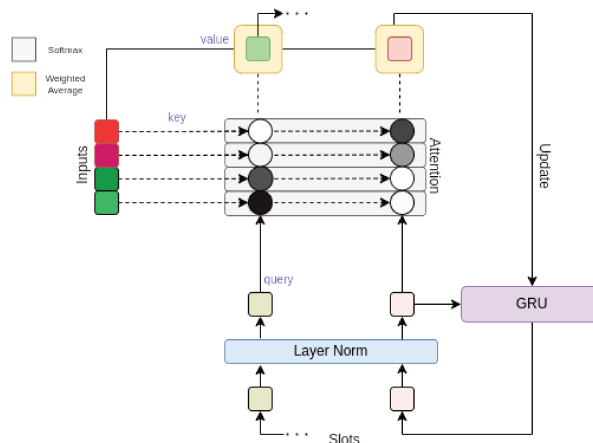 value
Softmax
Weighted
Average
key
Inputs
Attention
Update
query
GRU
Layer Norm
Slots